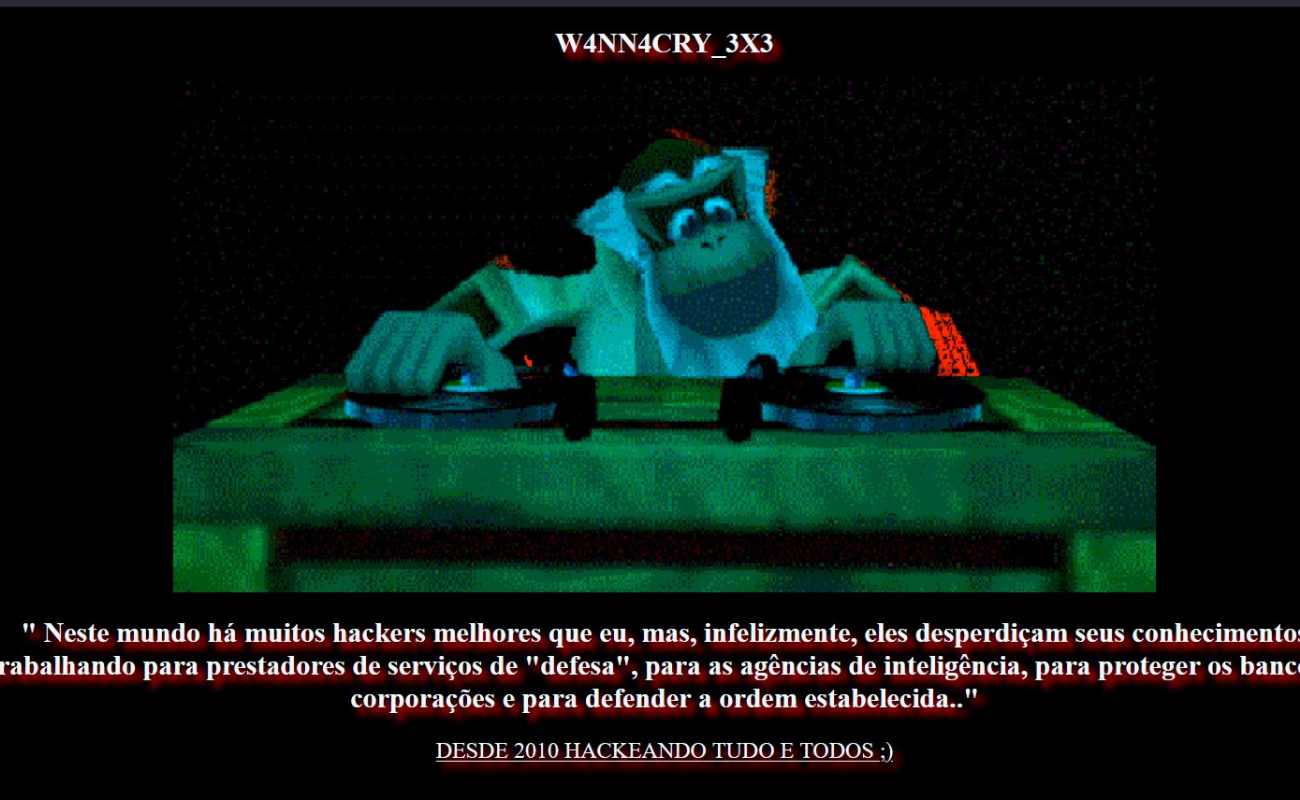 W4NN4CRY_3X3
" Neste mundo há muitos hackers melhores que eu, mas, infelizmente, eles desperdiçam seus conhecimentos
rabalhando para prestadores de serviços de "defesa", para as agências de inteligência, para proteger os banco
corporações e para defender a ordem estabelecida.."
DESDE 2010 HACKEANDO TUDO E TODOS ;)